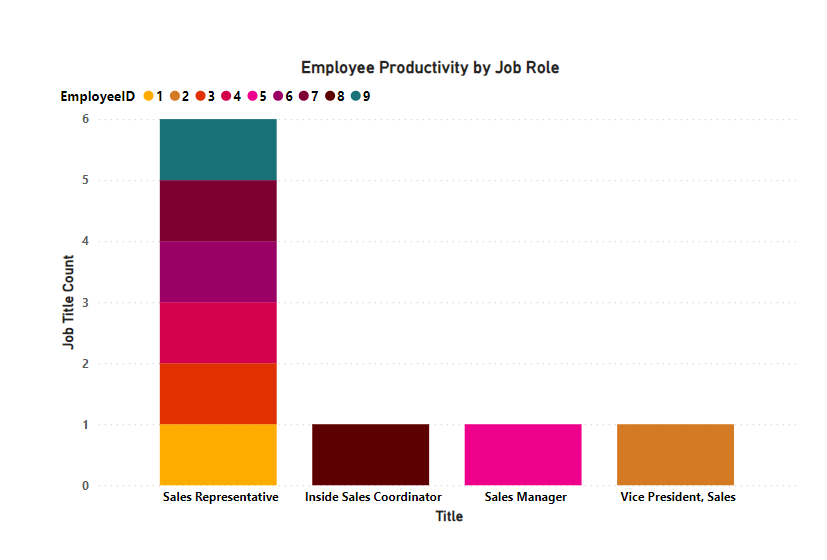 Employee Productivity by Job Role
EmployeeID 1 2 3 4 5 6 7 8 9
6
5
4
3
2
1
0
Job Title Count
Sales Representative Inside Sales Coordinator Sales Manager Vice President, Sales
Title